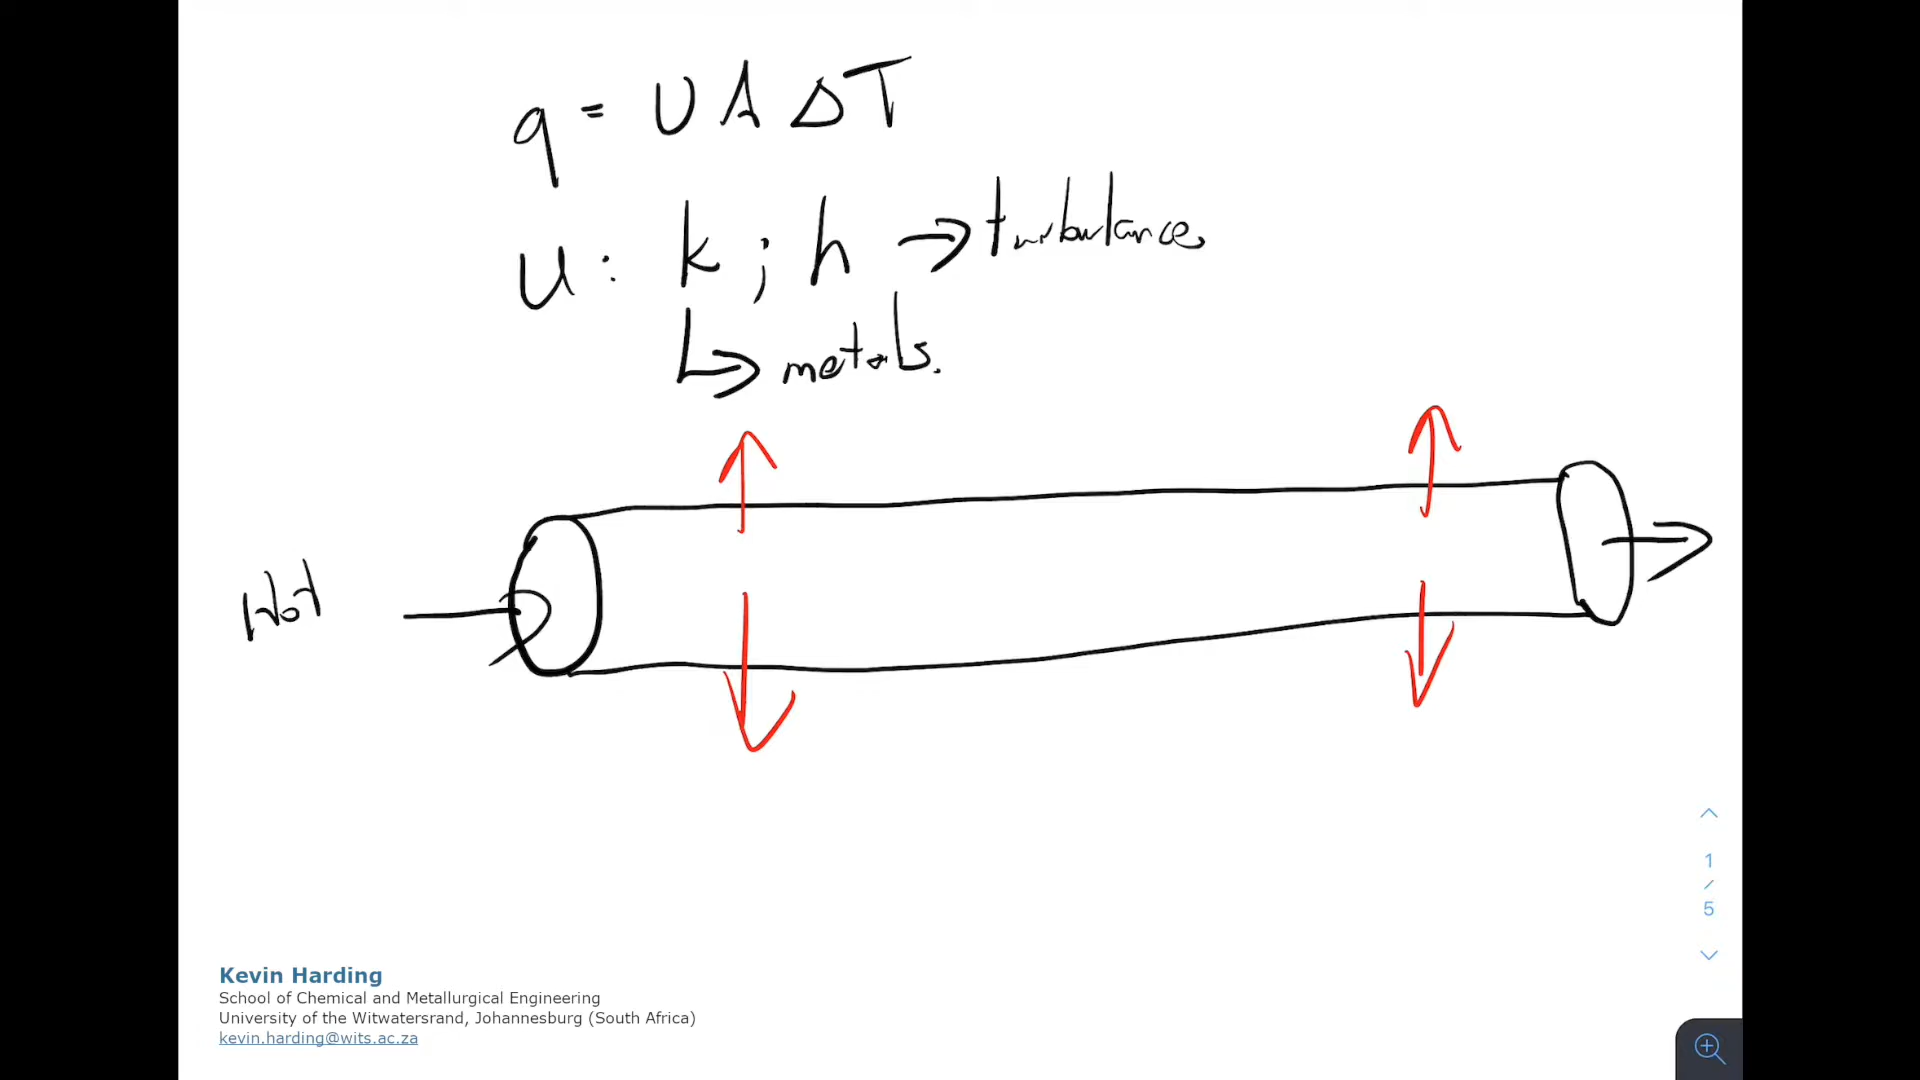 q = U A ΔT
U : k ; h → turbulance
↳ metals.
Hot
1
/
5
Kevin Harding
School of Chemical and Metallurgical Engineering
University of the Witwatersrand, Johannesburg (South Africa)
kevin.harding@wits.ac.za